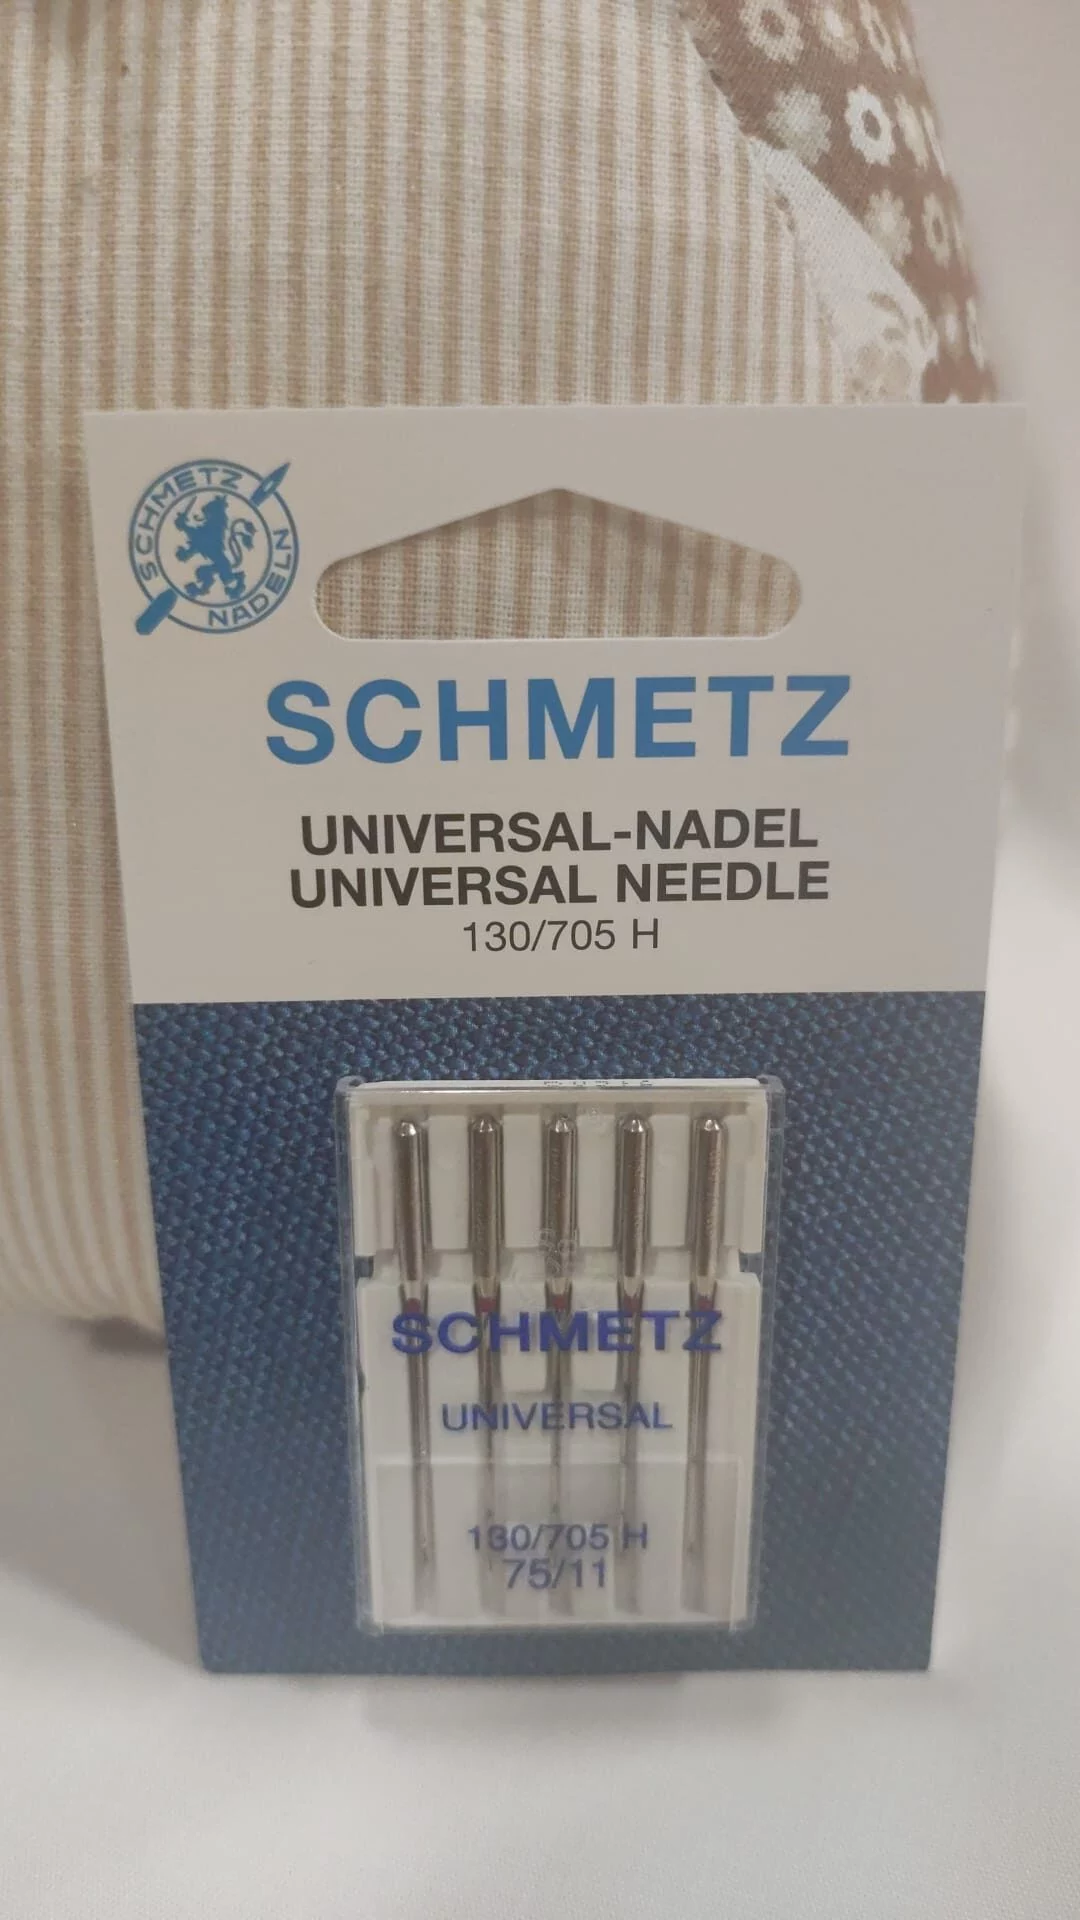 SCHMETZ
NADELN
SCHMETZ
UNIVERSAL-NADEL
UNIVERSAL NEEDLE
130/705 H
SCHMETZ
UNIVERSAL
130/705 H
75/11